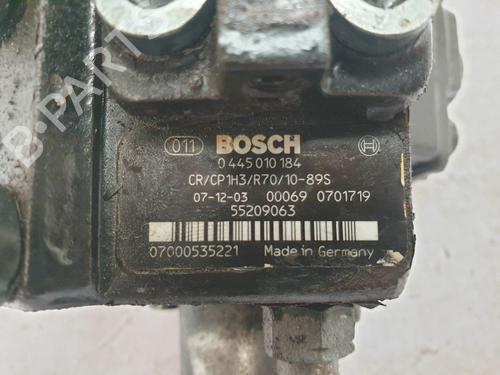 B-PARTS
011 BOSCH
0 445 010 184
CR/CP1H3/R70/10-89S
07-12-03 00069 0701719
55209063
07000535221 Made in Germany